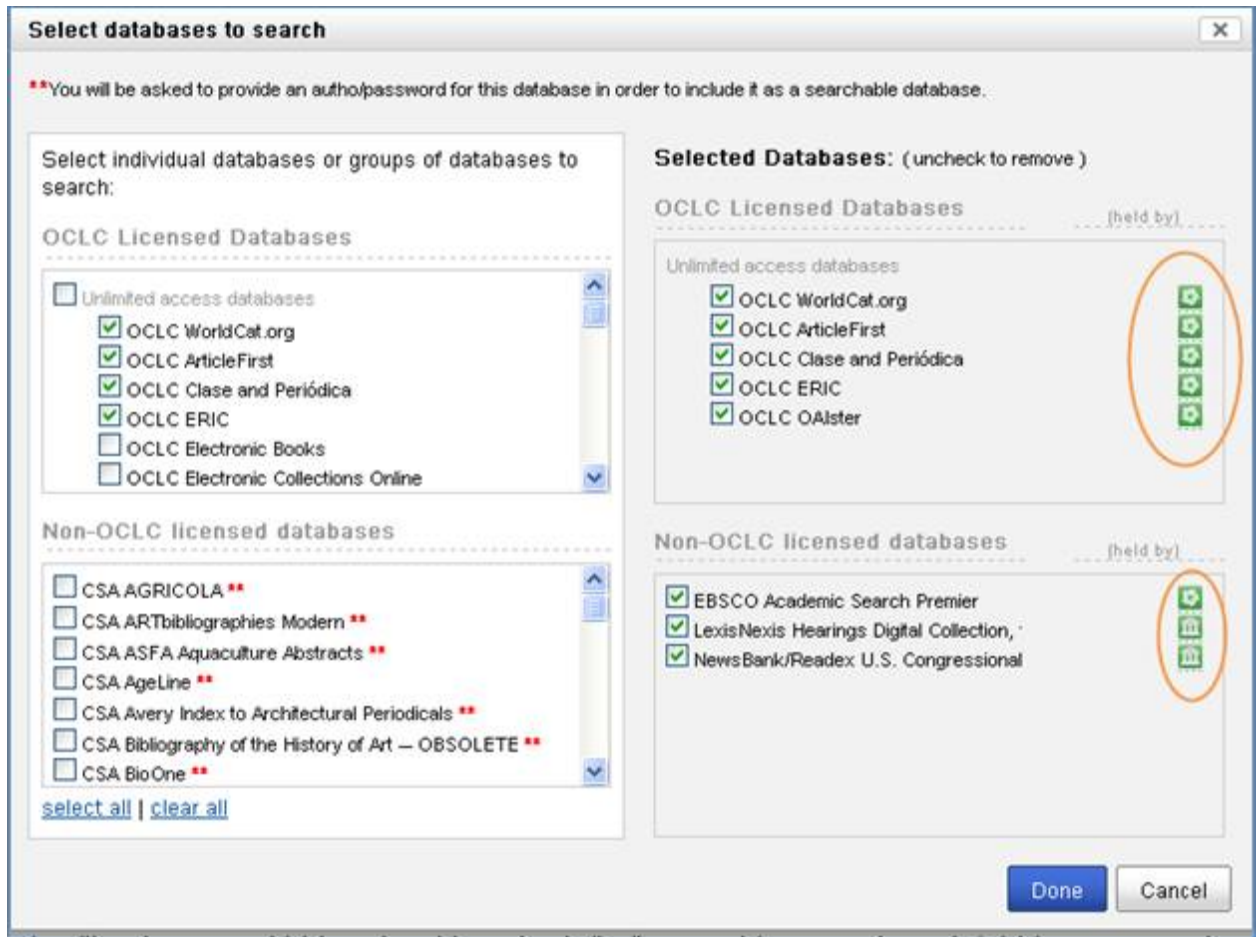 Select databases to search
**You will be asked to provide an autho/password for this database in order to include it as a searchable database.
Select individual databases or groups of databases to
search:
OCLC Licensed Databases
Unlimited access databases
OCLC WorldCat.org
OCLC ArticleFirst
OCLC Clase and Periódica
OCLC ERIC
OCLC Electronic Books
OCLC Electronic Collections Online
Non-OCLC licensed databases
CSA AGRICOLA **
CSA ARTbibliographies Modern **
CSA ASFA Aquaculture Abstracts **
CSA AgeLine **
CSA Avery Index to Architectural Periodicals **
CSA Bibliography of the History of Art — OBSOLETE **
CSA BioOne **
select all | clear all
Selected Databases: ( uncheck to remove )
OCLC Licensed Databases (held by)
Unlimited access databases
OCLC WorldCat.org
OCLC ArticleFirst
OCLC Clase and Periódica
OCLC ERIC
OCLC OAIster
Non-OCLC licensed databases (held by)
EBSCO Academic Search Premier
LexisNexis Hearings Digital Collection,
NewsBank/Readex U.S. Congressional
Done Cancel